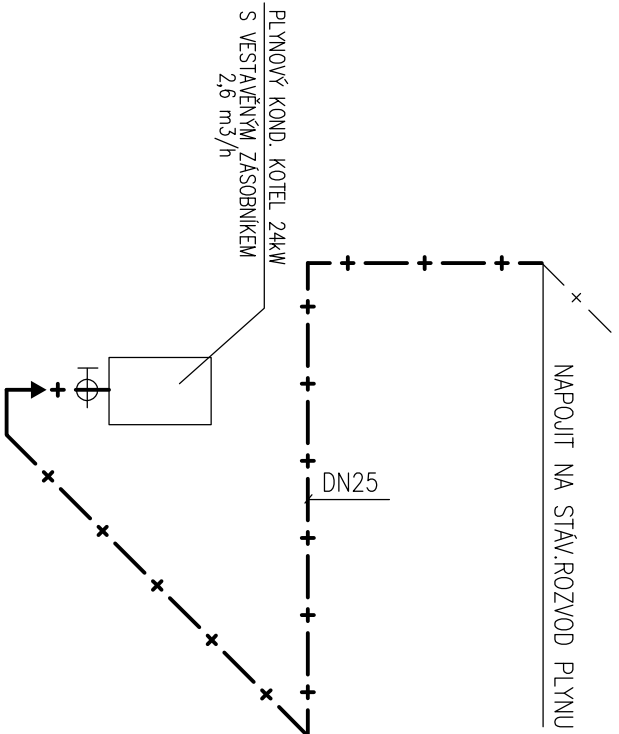 PLYNOVÝ KOND. KOTEL 24kW
S VESTAVĚNÝM ZÁSOBNÍKEM
2,6 m3/h
DN25
NAPOJIT NA STÁV.ROZVOD PLYNU